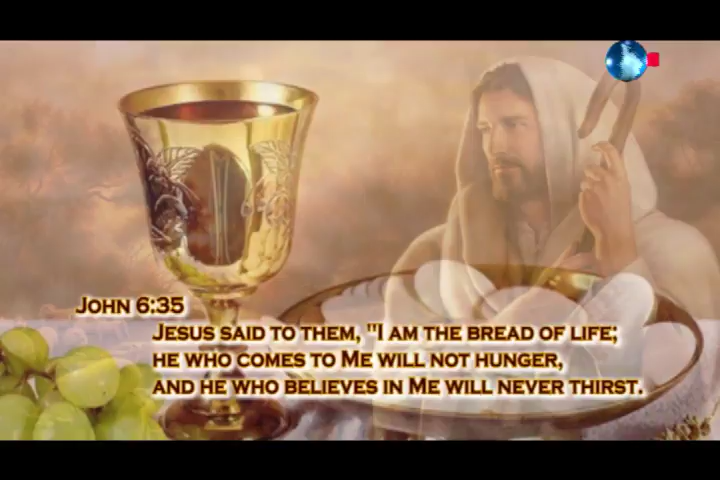 John 6:35
Jesus said to them, "I am the bread of life;
he who comes to Me will not hunger,
and he who believes in Me will never thirst.